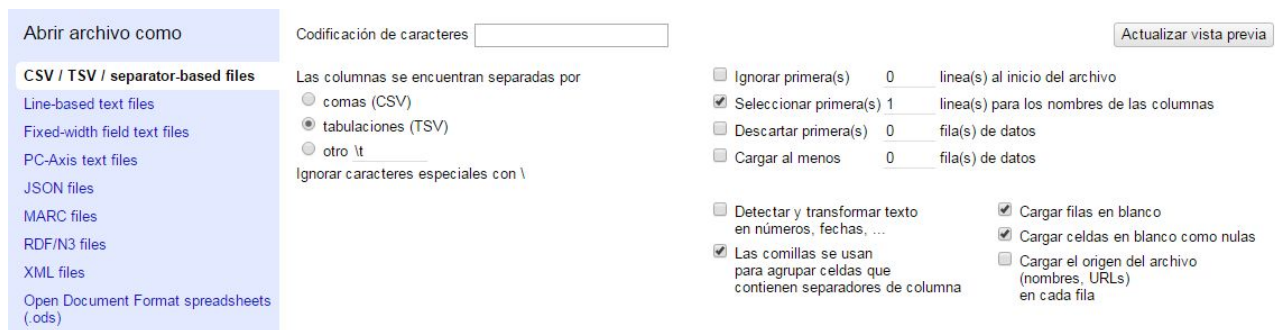 Abrir archivo como
CSV / TSV / separator-based files
Line-based text files
Fixed-width field text files
PC-Axis text files
JSON files
MARC files
RDF/N3 files
XML files
Open Document Format spreadsheets
(.ods)
Codificación de caracteres
Actualizar vista previa
Las columnas se encuentran separadas por
comas (CSV)
tabulaciones (TSV)
otro \t
Ignorar caracteres especiales con \
Ignorar primera(s) 0 linea(s) al inicio del archivo
Seleccionar primera(s) 1 linea(s) para los nombres de las columnas
Descartar primera(s) 0 fila(s) de datos
Cargar al menos 0 fila(s) de datos
Detectar y transformar texto
en números, fechas, ...
Las comillas se usan
para agrupar celdas que
contienen separadores de columna
Cargar filas en blanco
Cargar celdas en blanco como nulas
Cargar el origen del archivo
(nombres, URLs)
en cada fila